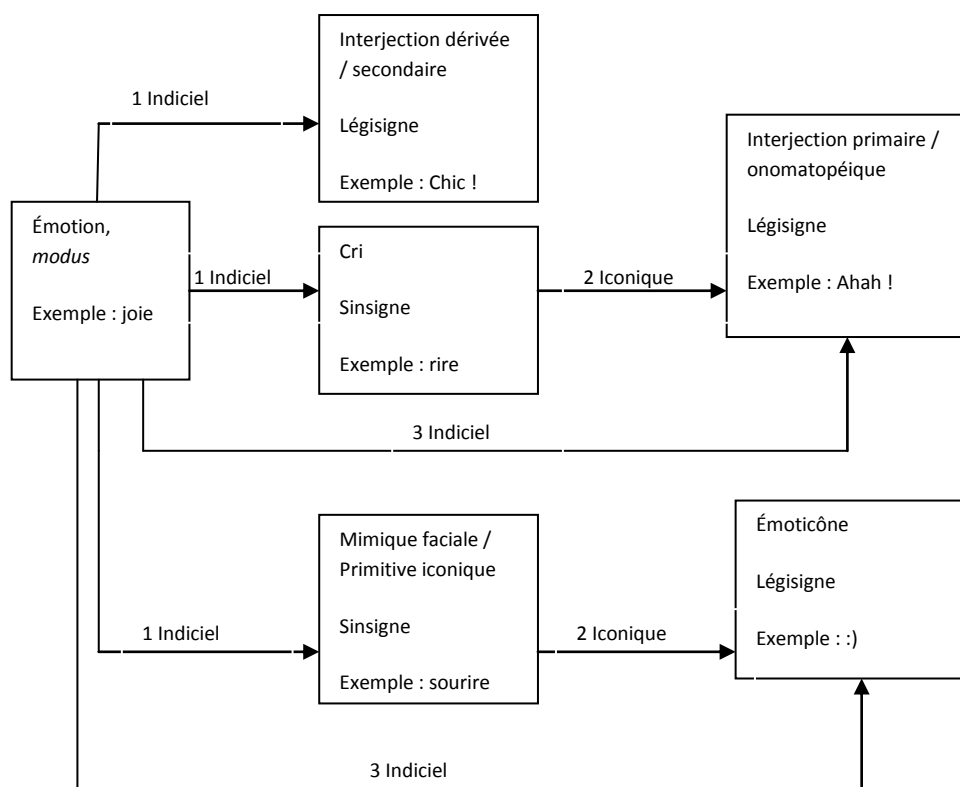 Interjection dérivée
/ secondaire
Légisigne
Exemple : Chic !
1 Indiciel
Interjection primaire /
onomatopéique
Légisigne
Exemple : Ahah !
Émotion,
modus
Exemple : joie
1 Indiciel
Cri
Sinsigne
Exemple : rire
2 Iconique
3 Indiciel
Mimique faciale /
Primitive iconique
Sinsigne
Exemple : sourire
1 Indiciel
2 Iconique
Émoticône
Légisigne
Exemple : :)
3 Indiciel